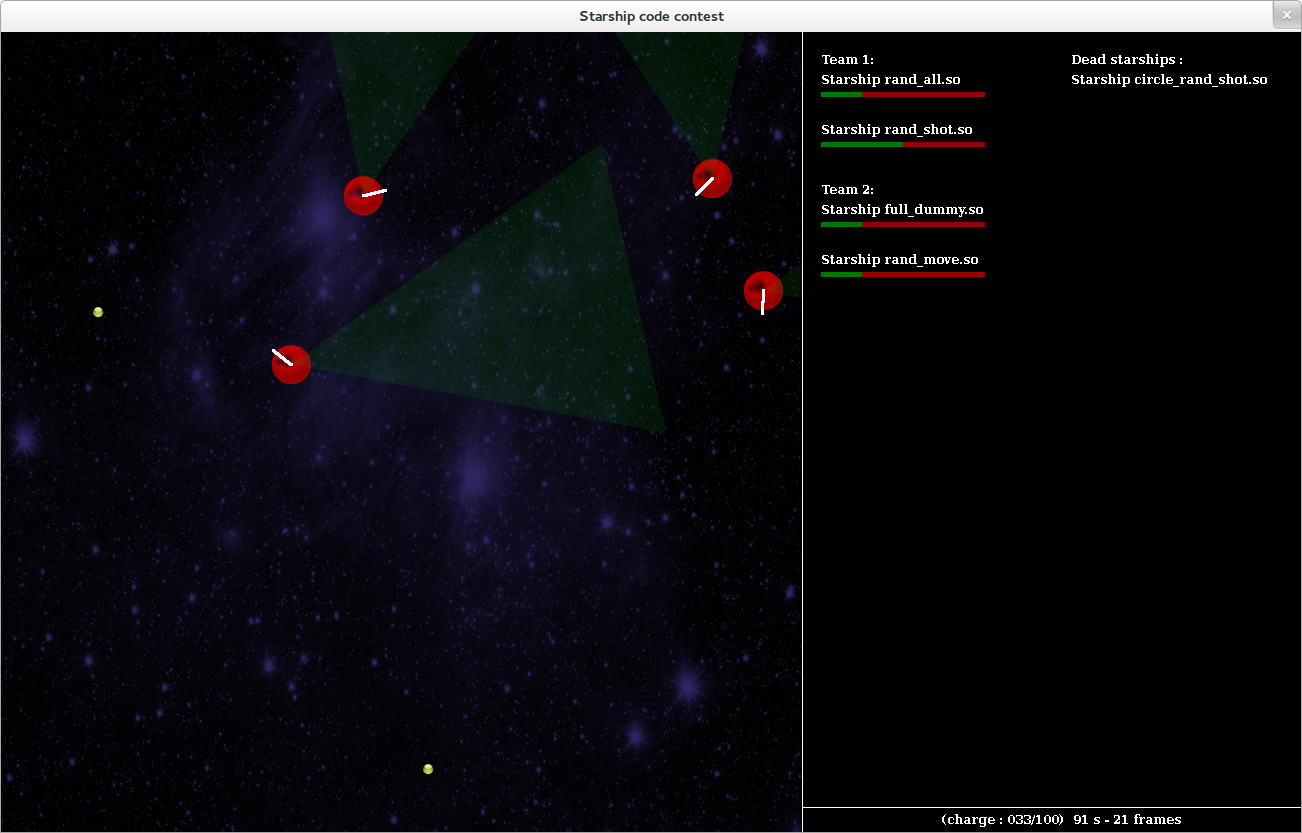 Starship code contest
Team 1:
Starship rand_all.so
Starship rand_shot.so
Team 2:
Starship full_dummy.so
Starship rand_move.so
Dead starships :
Starship circle_rand_shot.so
(charge : 033/100)  91 s - 21 frames